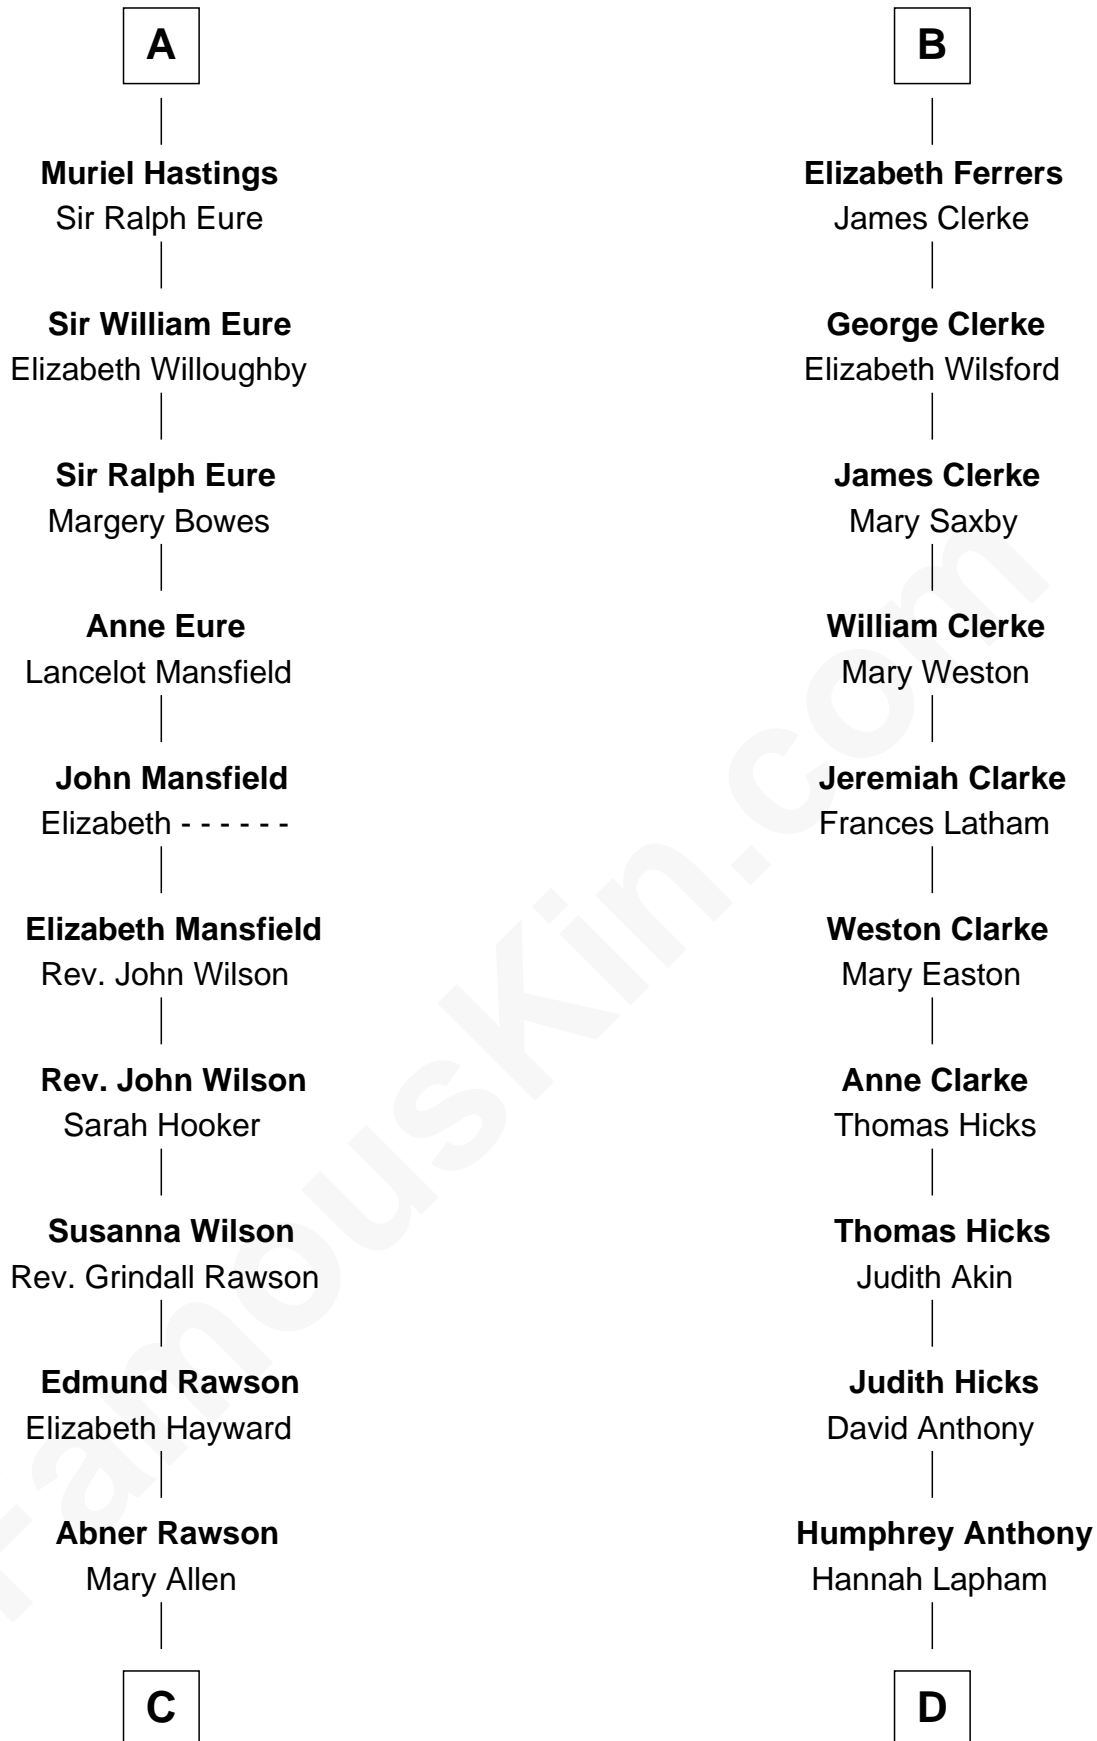 A
Muriel Hastings
Sir Ralph Eure
Sir William Eure
Elizabeth Willoughby
Sir Ralph Eure
Margery Bowes
Anne Eure
Lancelot Mansfield
John Mansfield
Elizabeth - - - - - -
Elizabeth Mansfield
Rev. John Wilson
Rev. John Wilson
Sarah Hooker
Susanna Wilson
Rev. Grindall Rawson
Edmund Rawson
Elizabeth Hayward
Abner Rawson
Mary Allen
C
B
Elizabeth Ferrers
James Clerke
George Clerke
Elizabeth Wilsford
James Clerke
Mary Saxby
William Clerke
Mary Weston
Jeremiah Clarke
Frances Latham
Weston Clarke
Mary Easton
Anne Clarke
Thomas Hicks
Thomas Hicks
Judith Akin
Judith Hicks
David Anthony
Humphrey Anthony
Hannah Lapham
D
FamousKin.com